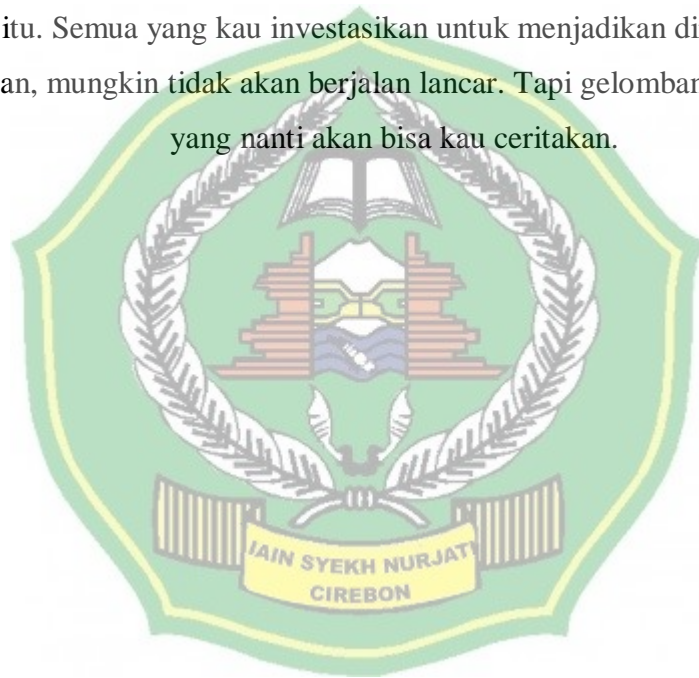 itu. Semua yang kau investasikan untuk menjadikan di
an, mungkin tidak akan berjalan lancar. Tapi gelomban
yang nanti akan bisa kau ceritakan.
IAIN SYEKH NURJATI
CIREBON